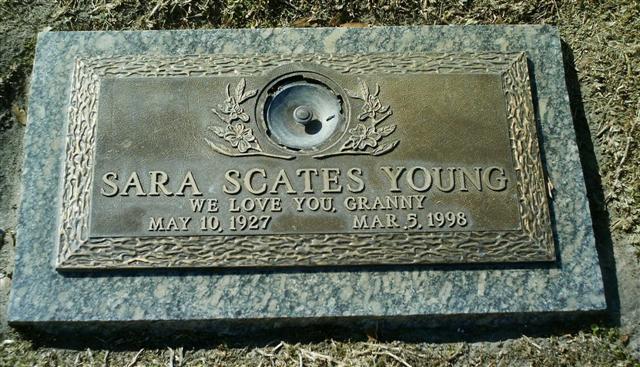 SARA SCATES YOUNG
WE LOVE YOU, GRANNY
MAY 10, 1927 MAR. 5, 1998